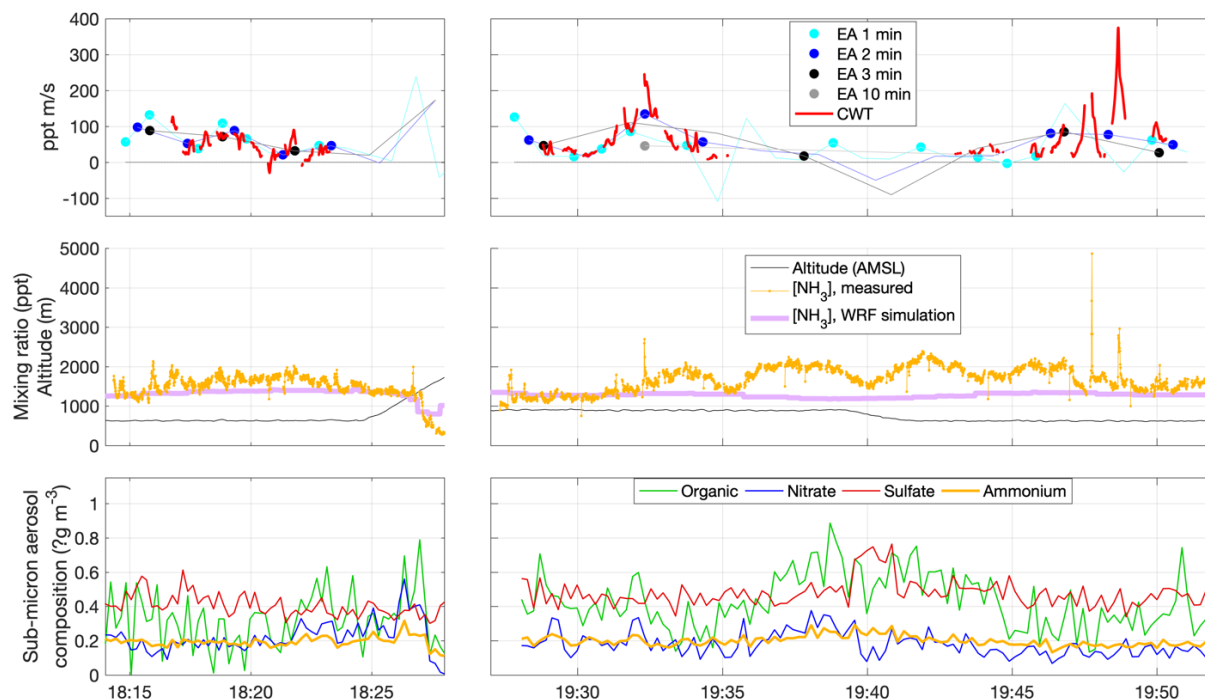 400
300
200
100
0
-100
ppt m/s
EA 1 min
EA 2 min
EA 3 min
EA 10 min
CWT
5000
4000
3000
2000
1000
0
Mixing ratio (ppt)
Altitude (m)
Altitude (AMSL)
[NH3], measured
[NH3], WRF simulation
1
0.8
0.6
0.4
0.2
0
Sub-micron aerosol
composition (?g m-3)
Organic Nitrate Sulfate Ammonium
18:15 18:20 18:25 19:30 19:35 19:40 19:45 19:50